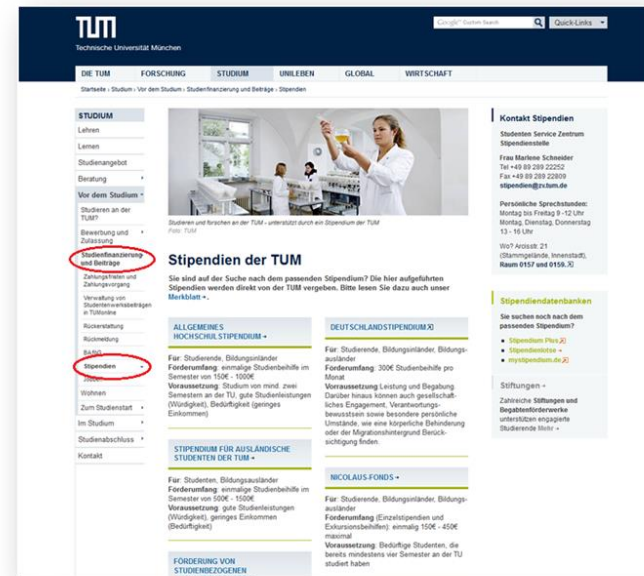 TUM
Technische Universität München
Google™ Custom Search
Quick-Links
DIE TUM
FORSCHUNG
STUDIUM
UNILEBEN
GLOBAL
WIRTSCHAFT
Startseite › Studium › Vor dem Studium › Studienfinanzierung und Beiträge › Stipendien
STUDIUM
Lehren
Lernen
Studienangebot
Beratung
Vor dem Studium
Studieren an der
TUM?
Bewerbung und
Zulassung
Studienfinanzierung
und Beiträge
Zahlungsfristen und
Zahlungsvorgang
Verwaltung von
Studentenwerksbeiträgen
in TUMonline
Rückerstattung
Rückmeldung
BAföG
Stipendien
Wohnen
Zum Studienstart
Im Studium
Studienabschluss
Kontakt
Studieren und forschen an der TUM - unterstützt durch ein Stipendium der TUM
Foto: TUM
Stipendien der TUM
Sie sind auf der Suche nach dem passenden Stipendium? Die hier aufgeführten
Stipendien werden direkt von der TUM vergeben. Bitte lesen Sie dazu auch unser
Merkblatt
ALLGEMEINES
HOCHSCHULSTIPENDIUM
Für: Studierende, Bildungsinländer
Förderumfang: einmalige Studienbeihilfe im
Semester von 150€ - 1000€
Voraussetzung: Studium von mind. zwei
Semestern an der TU, gute Studienleistungen
(Würdigkeit), Bedürftigkeit (geringes
Einkommen)
STIPENDIUM FÜR AUSLÄNDISCHE
STUDENTEN DER TUM
Für: Studenten, Bildungsausländer
Förderumfang: einmalige Studienbeihilfe im
Semester von 500€ - 1500€
Voraussetzung: gute Studienleistungen
(Würdigkeit), geringes Einkommen
(Bedürftigkeit)
FÖRDERUNG VON
STUDIENBEZOGENEN
DEUTSCHLANDSTIPENDIUM
Für: Studierende, Bildungsinländer, Bildungs-
ausländer
Förderumfang: 300€ Studienbeihilfe pro
Monat
Voraussetzung: Leistung und Begabung.
Darüber hinaus können auch gesellschaft-
liches Engagement, Verantwortungs-
bewusstsein sowie besondere persönliche
Umstände, wie eine körperliche Behinderung
oder der Migrationshintergrund Berück-
sichtigung finden.
NICOLAUS-FONDS
Für: Studierende, Bildungsinländer, Bildungs-
ausländer
Förderumfang (Einzelstipendien und
Exkursionsbeihilfen): einmalig 150€ - 450€
maximal
Voraussetzung: Bedürftige Studenten, die
bereits mindestens vier Semester an der TU
studiert haben
Kontakt Stipendien
Studenten Service Zentrum
Stipendienstelle
Frau Marlene Schneider
Tel +49 89 289 22252
Fax +49 89 289 22809
stipendien@zv.tum.de
Persönliche Sprechstunden:
Montag bis Freitag 9 -12 Uhr
Montag, Dienstag, Donnerstag
13 - 16 Uhr
Wo? Arcisstr. 21
(Stammgelände, Innenstadt),
Raum 0157 und 0159.
Stipendiendatenbanken
Sie suchen noch nach dem
passenden Stipendium?
Stipendium Plus
Stipendienlotse
mystipendium.de
Stiftungen
Zahlreiche Stiftungen und
Begabtenförderwerke
unterstützen engagierte
Studierende Mehr